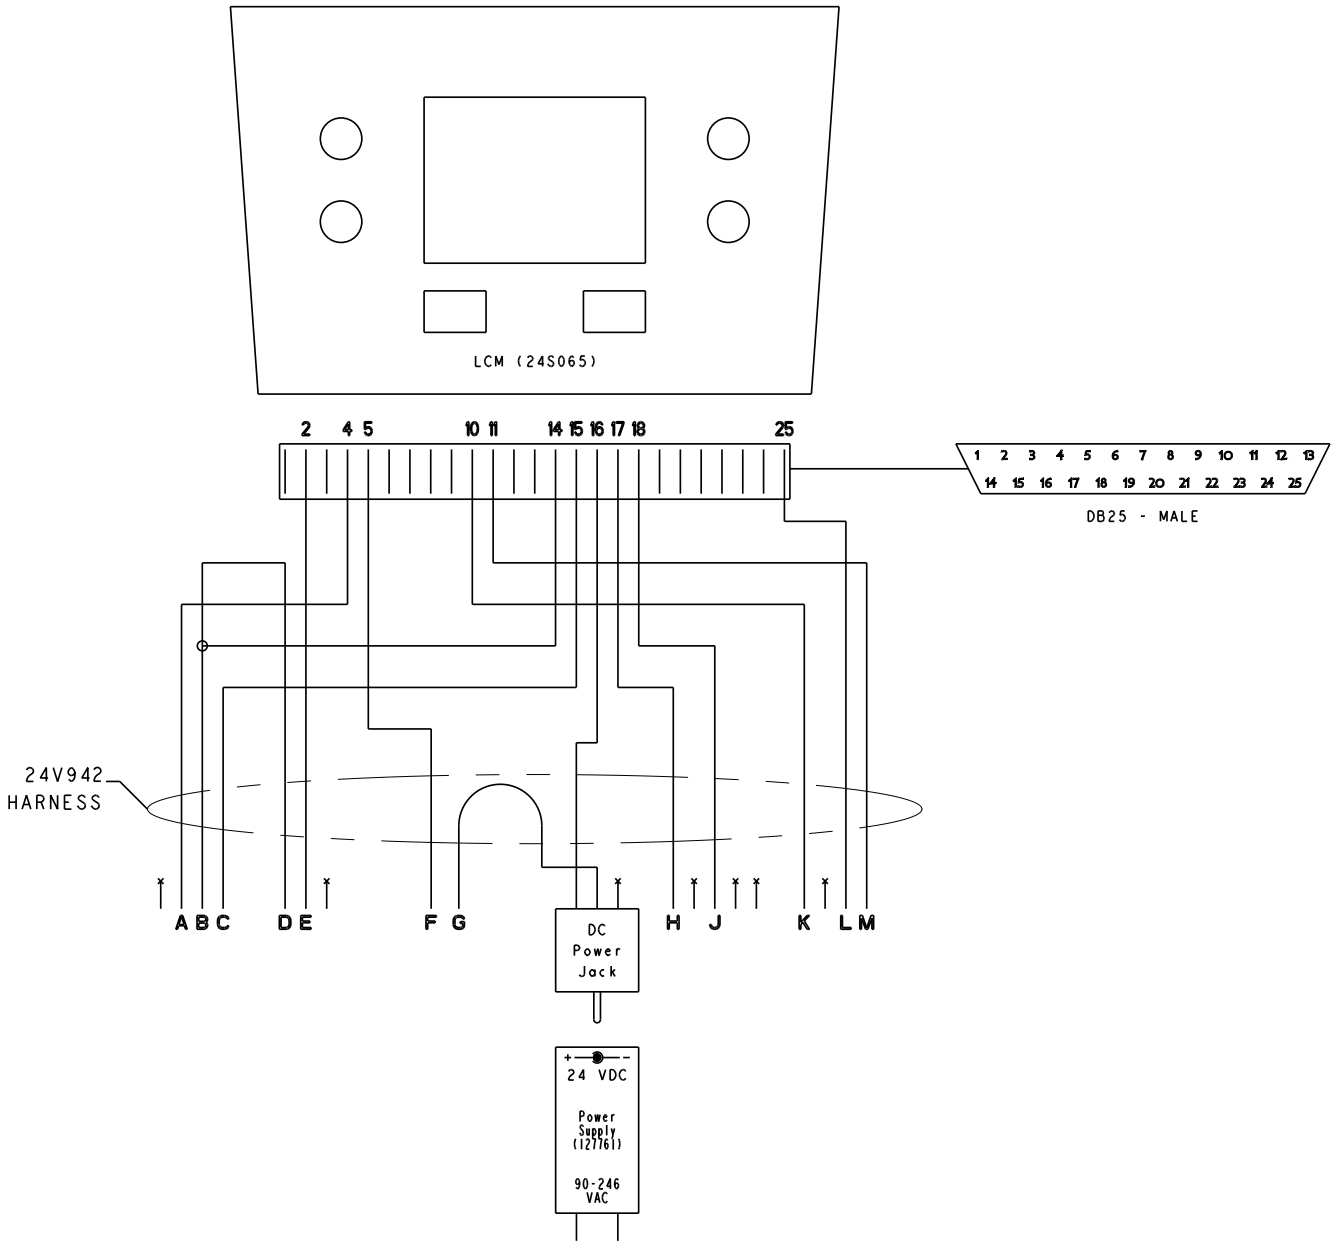 LCM (24S065)
2 4 5 10 11 14 15 16 17 18 25
1 2 3 4 5 6 7 8 9 10 11 12 13
14 15 16 17 18 19 20 21 22 23 24 25
DB25 - MALE
24V942
HARNESS
x x x x x x x
A B C D E F G H J K L M
DC
Power
Jack
+ -
24 VDC
Power
Supply
(127761)
90-246
VAC